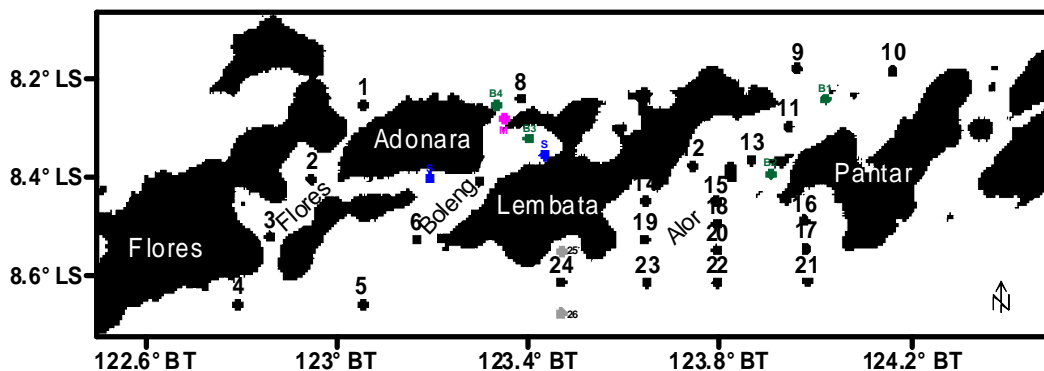 9 10
8.2° LS
1 B4 8 B1
11
M B3
Adonara S 13
2 2 B2
8.4° LS S Pantar
Flores Boleng Lembata 14 15
3 6 19 Alor 18 16
Flores 20 17
25
8.6° LS 24 23 22 21
4 5
26
N
122.6° BT 123° BT 123.4° BT 123.8° BT 124.2° BT